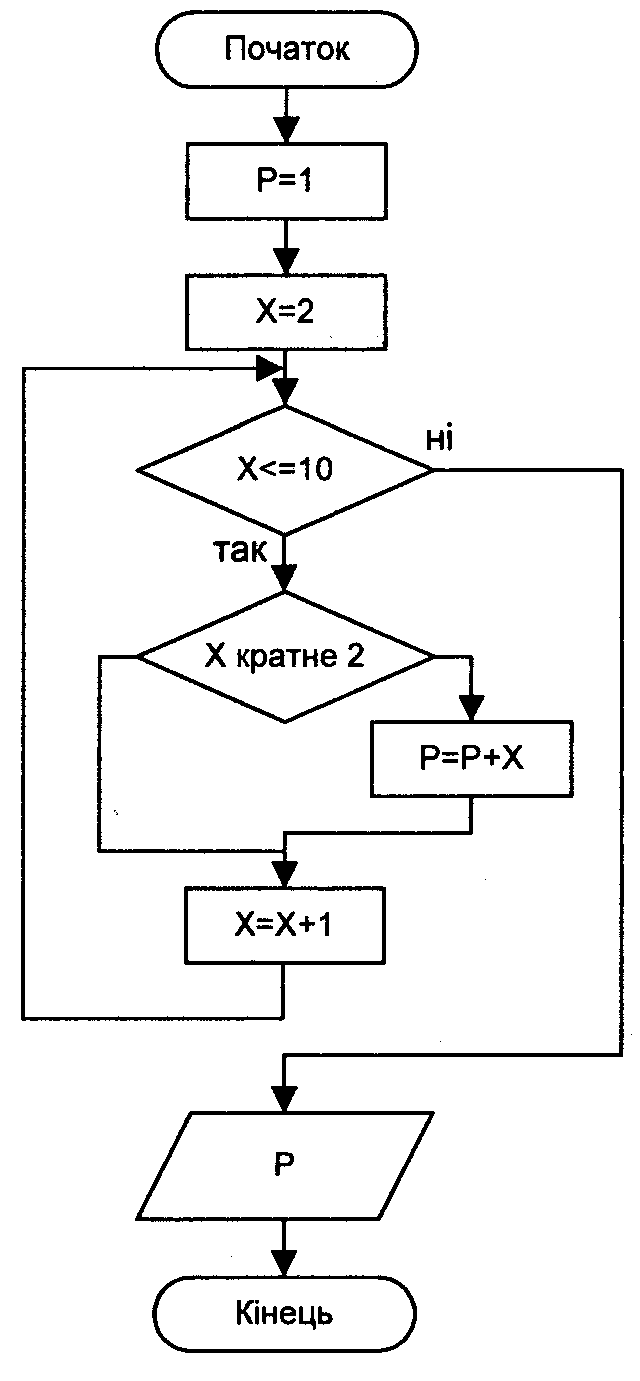 Початок
P=1
X=2
X<=10
ні
так
X кратне 2
P=P+X
X=X+1
P
Кінець